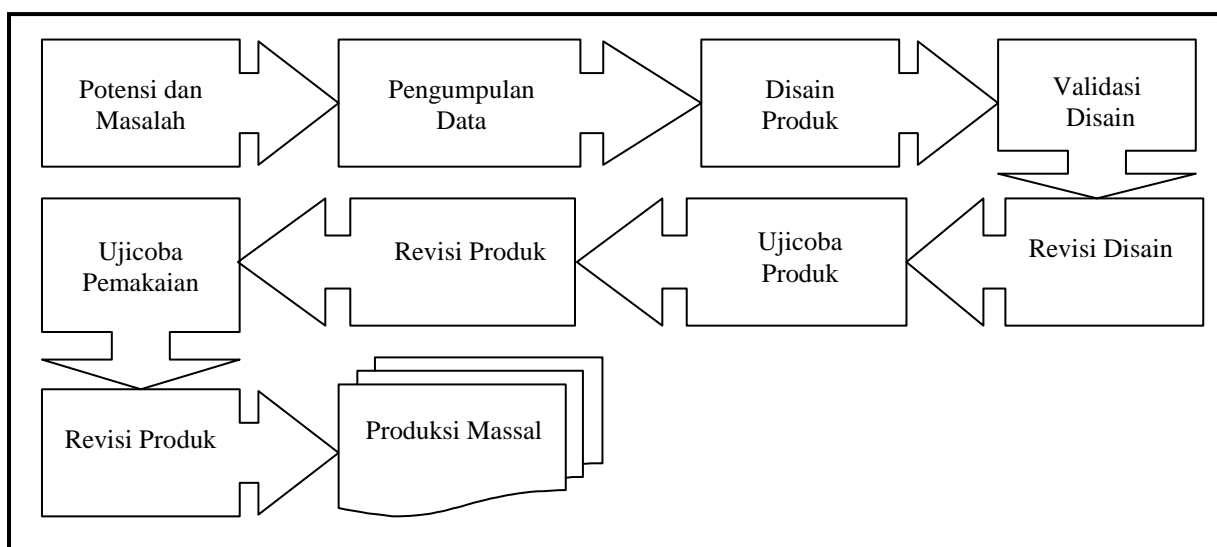 Potensi dan
Masalah
Pengumpulan
Data
Disain
Produk
Validasi
Disain
Revisi Disain
Ujicoba
Produk
Revisi Produk
Ujicoba
Pemakaian
Revisi Produk
Produksi Massal